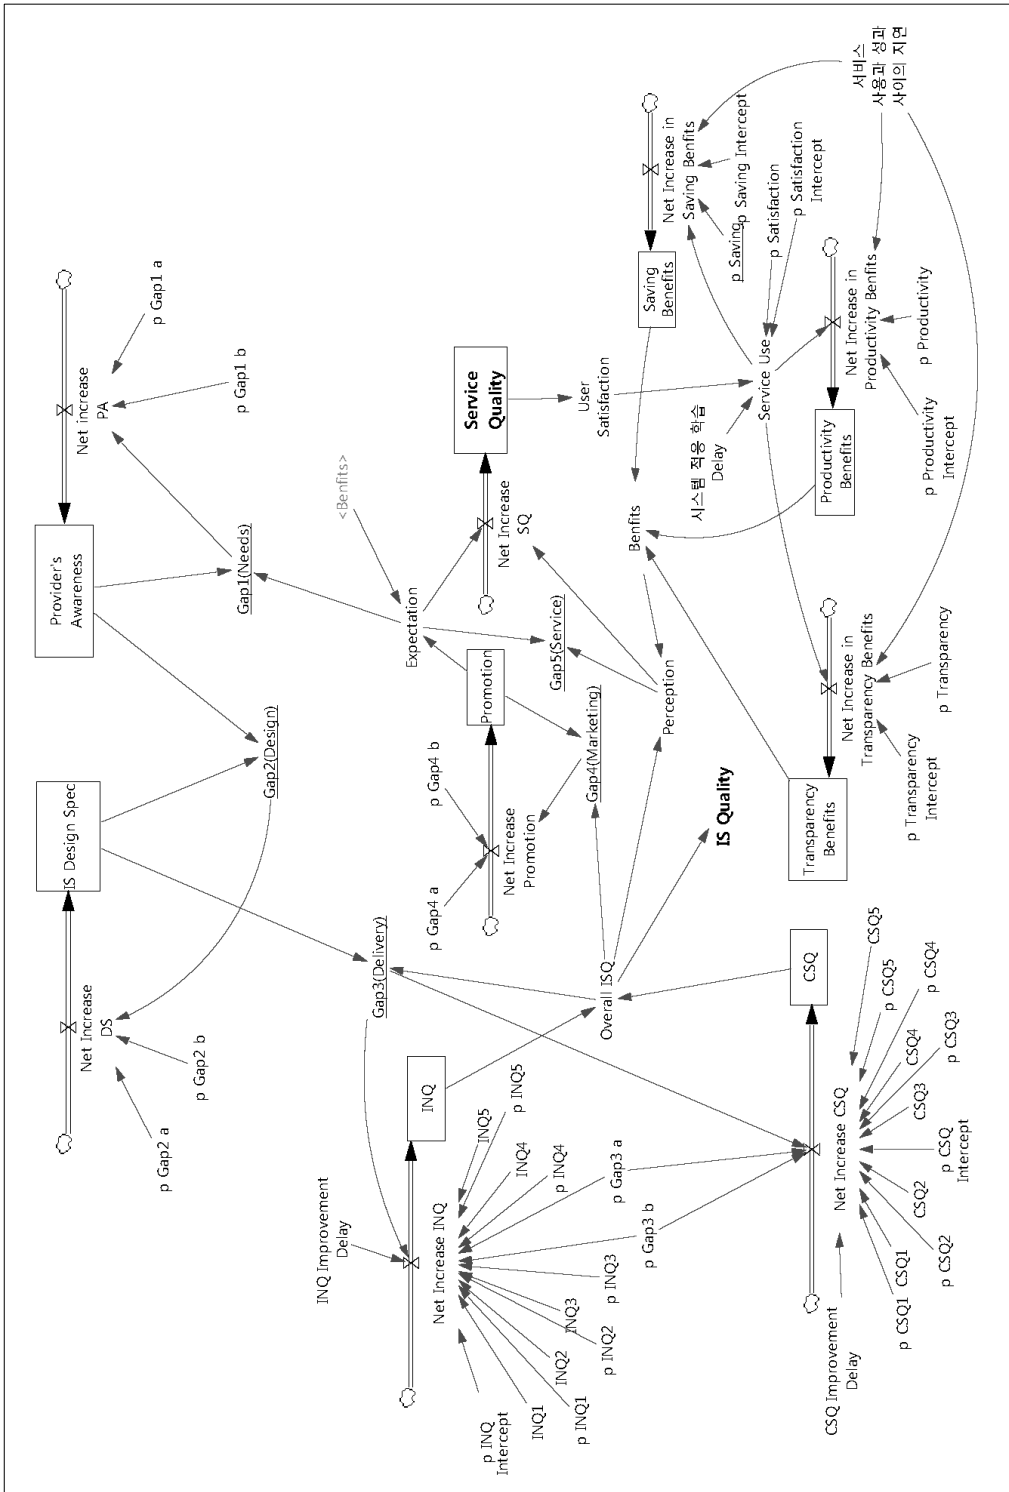 Net Increase
DS
p Gap2 a
p Gap2 b
IS Design Spec
Gap2(Design)
Provider's
Awareness
Gap1(Needs)
Net increase
PA
p Gap1 a
p Gap1 b
INQ Improvement
Delay
Net Increase INQ
INQ
p INQ
Intercept
INQ1
p INQ1
INQ2
p INQ2
INQ3
p INQ3
p Gap3 b
p Gap3 a
p INQ4
INQ4
p INQ5
INQ5
Gap3(Delivery)
Overall ISQ
p Gap4 a
p Gap4 b
Net Increase
Promotion
Promotion
Gap4(Marketing)
Expectation
<Benfits>
Gap5(Service)
Perception
IS Quality
Net Increase
SQ
Service
Quality
User
Satisfaction
Benfits
시스템 적응 학습
Delay
Service Use
p Satisfaction
p Satisfaction
Intercept
Saving
Benefits
Net Increase in
Saving Benfits
p Saving
p Saving Intercept
서비스
사용과 성과
사이의 지연
CSQ Improvement
Delay
Net Increase CSQ
CSQ
p CSQ1
CSQ1
p CSQ2
CSQ2
p CSQ
Intercept
CSQ3
p CSQ3
CSQ4
p CSQ4
p CSQ5
CSQ5
Transparency
Benefits
Net Increase in
Transparency Benefits
p Transparency
Intercept
p Transparency
Productivity
Benefits
Net Increase in
Productivity Benfits
p Productivity
Intercept
p Productivity